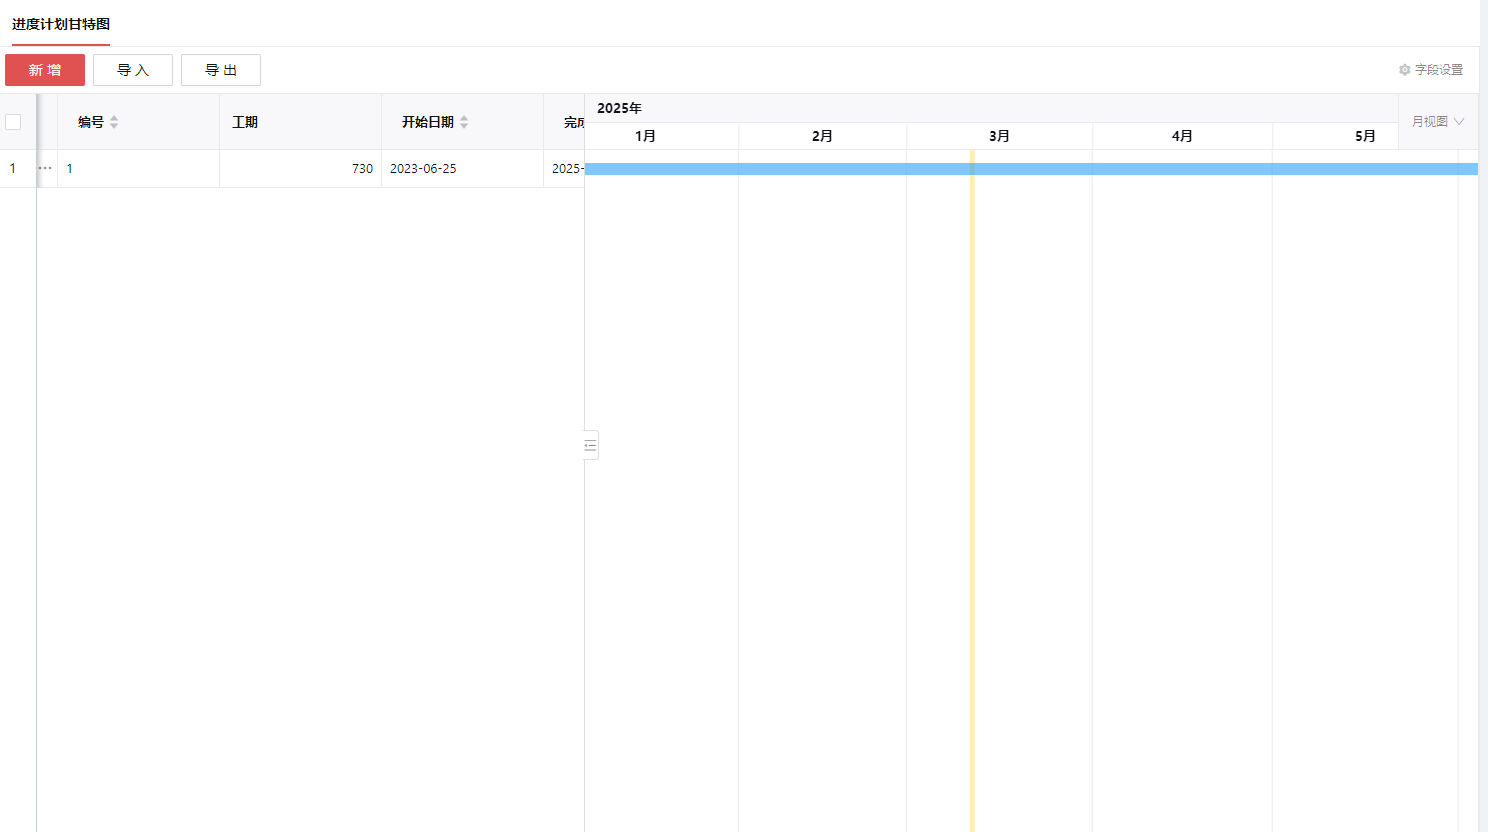 进度计划甘特图
新增 导入 导出 字段设置
编号 工期 开始日期 完成 2025年 月视图
1月 2月 3月 4月 5月
1 ··· 1 730 2023-06-25 2025-